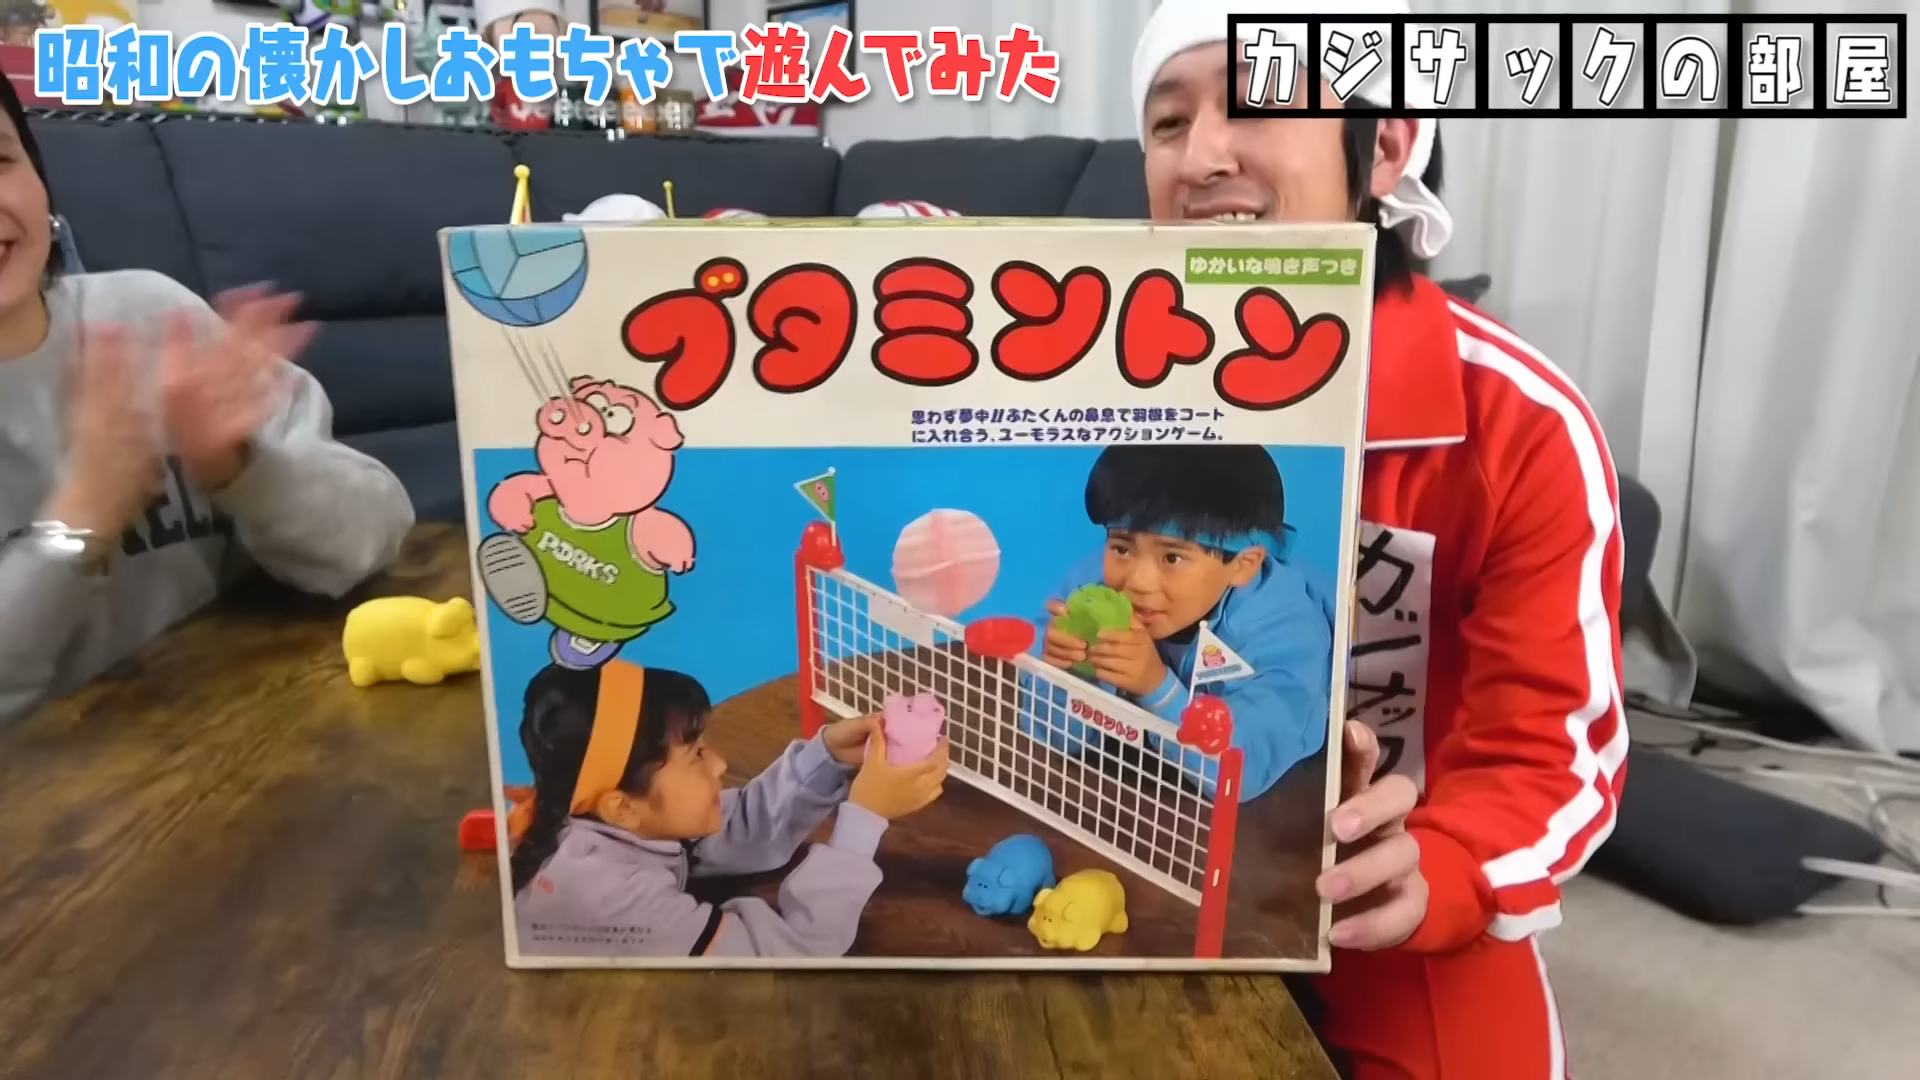 昭和の懐かしおもちゃで遊んでみた
カジサックの部屋
ゆかいな鳴き声つき
ブタミントン
思わず夢中!!ぶたくんの鼻息で羽根をコート
に入れ合う、ユーモラスなアクションゲーム。
PORKS
ブタミントン